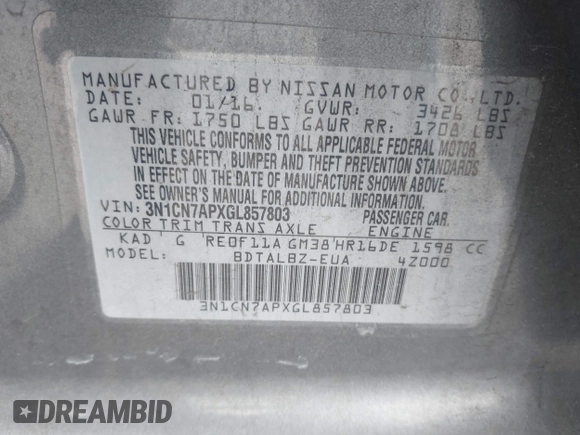 MANUFACTURED BY NISSAN MOTOR CO.,LTD.
DATE: 01/16. GVWR: 3426 LBS
GAWR FR: 1750 LBS GAWR RR: 1708 LBS
THIS VEHICLE CONFORMS TO ALL APPLICABLE FEDERAL MOTOR
VEHICLE SAFETY, BUMPER AND THEFT PREVENTION STANDARDS
IN EFFECT ON THE DATE OF MANUFACTURE SHOWN ABOVE.
SEE OWNER'S MANUAL FOR ADDITIONAL INFORMATION.
VIN: 3N1CN7APXGL857803 PASSENGER CAR.
COLOR TRIM TRANS AXLE ENGINE
KAD G RE0F11A GM38 HR16DE 1598 CC
MODEL: BDTALBZ-EUA 4Z000
3N1CN7APXGL857803
DREAMBID